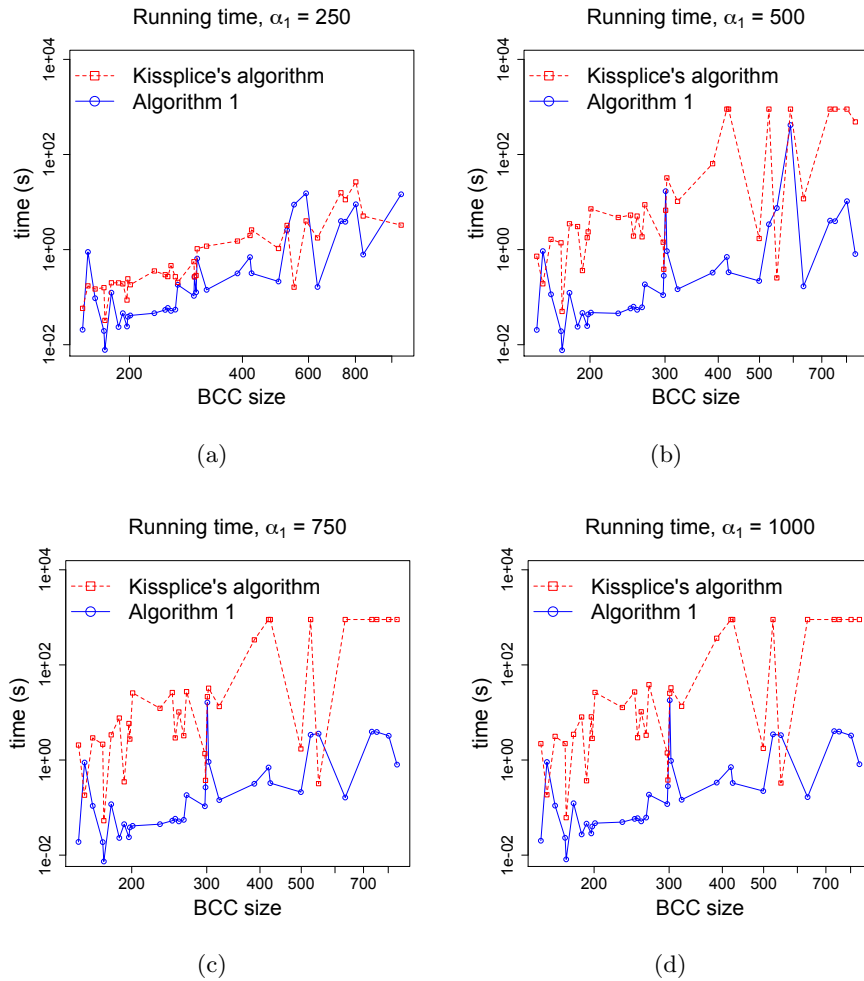 Running time, α1 = 250
1e+04
1e+02
1e+00
1e-02
time (s)
Kissplice's algorithm
Algorithm 1
200 400 600 800
BCC size
(a)
Running time, α1 = 500
1e+04
1e+02
1e+00
1e-02
time (s)
Kissplice's algorithm
Algorithm 1
200 300 400 500 700
BCC size
(b)
Running time, α1 = 750
1e+04
1e+02
1e+00
1e-02
time (s)
Kissplice's algorithm
Algorithm 1
200 300 400 500 700
BCC size
(c)
Running time, α1 = 1000
1e+04
1e+02
1e+00
1e-02
time (s)
Kissplice's algorithm
Algorithm 1
200 300 400 500 700
BCC size
(d)